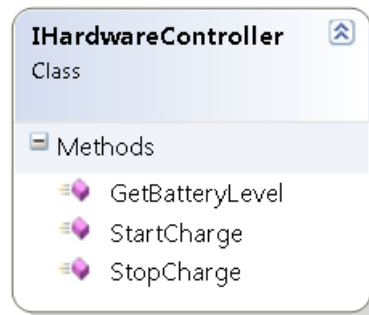 IHardwareController
Class
Methods
GetBatteryLevel
StartCharge
StopCharge